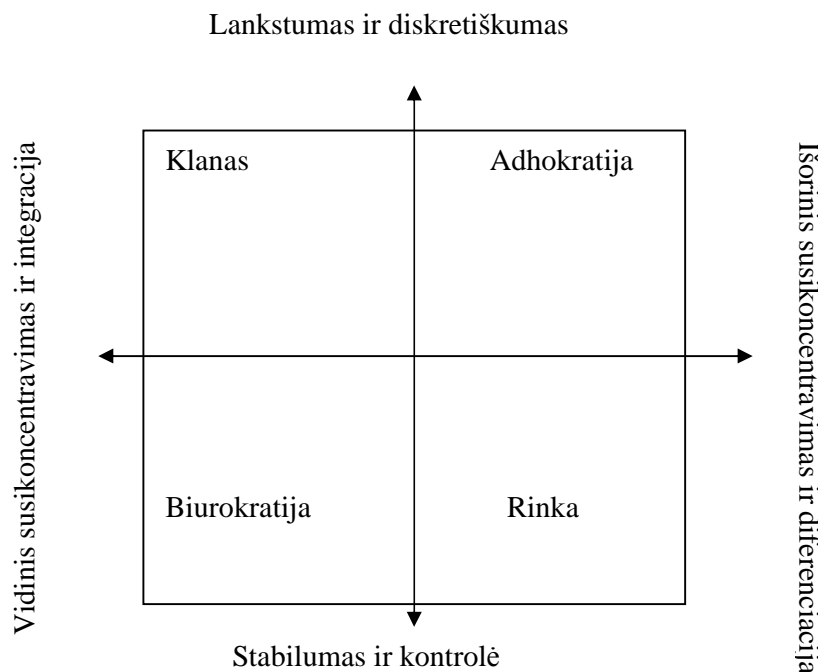 Lankstumas ir diskretiškumas
Vidinis susikoncentravimas ir integracija
Klanas
Adhokratija
Išorinis susikoncentravimas ir diferenciacija
Biurokratija
Rinka
Stabilumas ir kontrolė